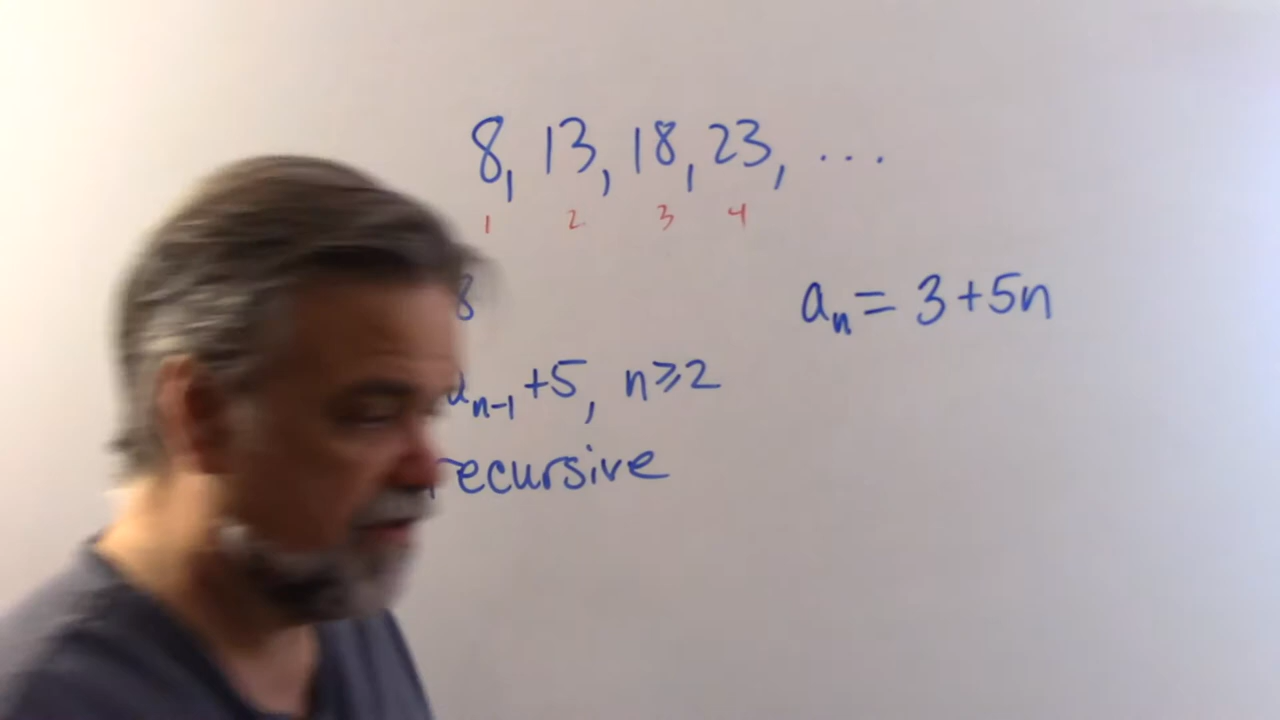 8, 13, 18, 23, ...
1 2 3 4
8
aₙ = 3+5n
aₙ₋₁ +5, n≥2
recursive